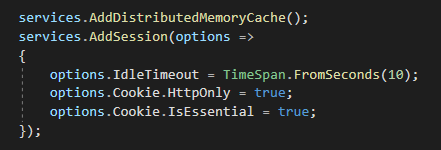 services.AddDistributedMemoryCache();
services.AddSession(options =>
{
    options.IdleTimeout = TimeSpan.FromSeconds(10);
    options.Cookie.HttpOnly = true;
    options.Cookie.IsEssential = true;
});